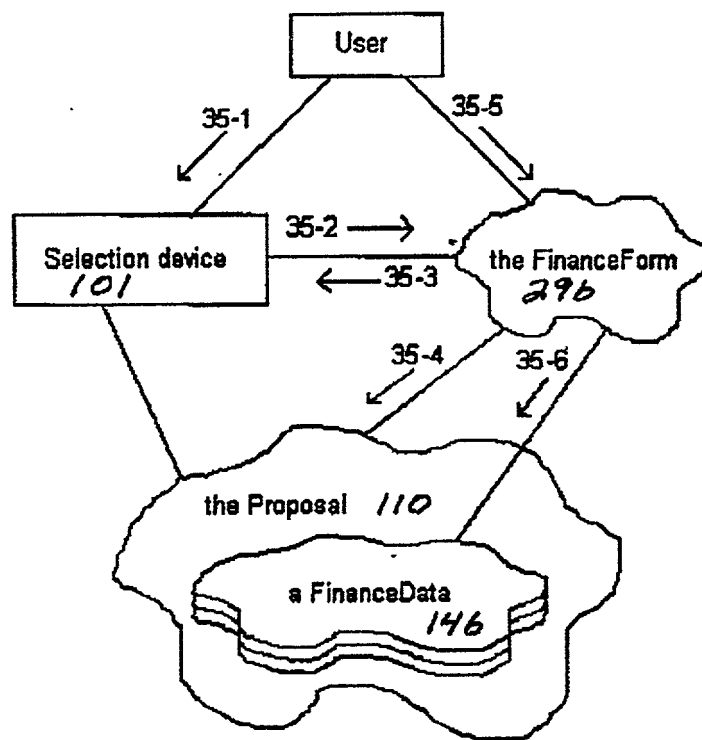 User
35-1
35-5
35-2
Selection device
101
the FinanceForm
296
35-3
35-4
35-6
the Proposal 110
a FinanceData
146